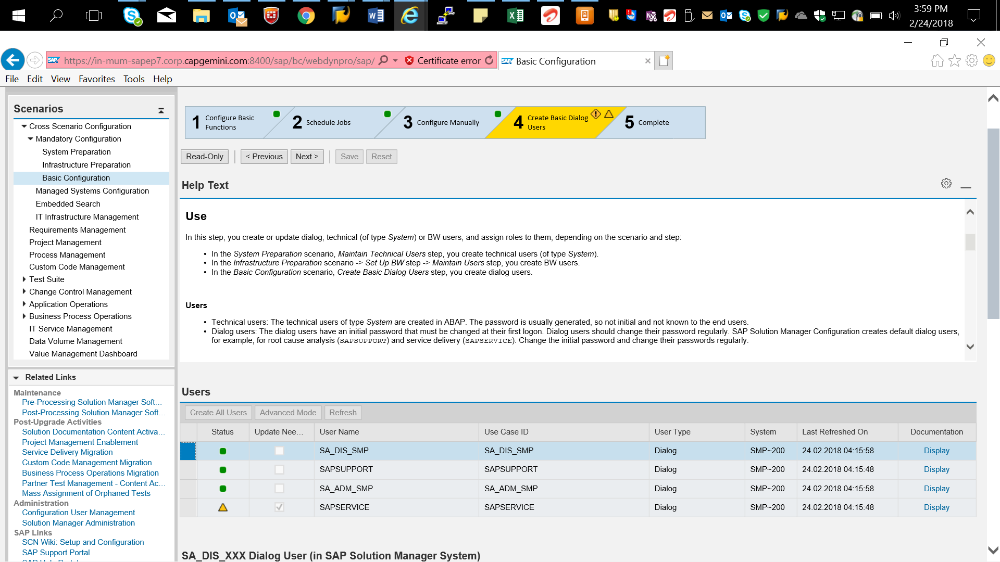 3:59 PM
2/24/2018
https://in-mum-sapep7.corp.capgemini.com:8400/sap/bc/webdynpro/sap/
Certificate error
SAP Basic Configuration
File Edit View Favorites Tools Help
Scenarios
Cross Scenario Configuration
Mandatory Configuration
System Preparation
Infrastructure Preparation
Basic Configuration
Managed Systems Configuration
Embedded Search
IT Infrastructure Management
Requirements Management
Project Management
Process Management
Custom Code Management
Test Suite
Change Control Management
Application Operations
Business Process Operations
IT Service Management
Data Volume Management
Value Management Dashboard
Related Links
Maintenance
Pre-Processing Solution Manager Soft...
Post-Processing Solution Manager Soft...
Post-Upgrade Activities
Solution Documentation Content Activa...
Project Management Enablement
Service Delivery Migration
Custom Code Management Migration
Business Process Operations Migration
Partner Test Management - Content Ac...
Mass Assignment of Orphaned Tests
Administration
Configuration User Management
Solution Manager Administration
SAP Links
SCN Wiki: Setup and Configuration
SAP Support Portal
1 Configure Basic Functions
2 Schedule Jobs
3 Configure Manually
4 Create Basic Dialog Users
5 Complete
Read-Only < Previous Next > Save Reset
Help Text
Use
In this step, you create or update dialog, technical (of type System) or BW users, and assign roles to them, depending on the scenario and step:
• In the System Preparation scenario, Maintain Technical Users step, you create technical users (of type System).
• In the Infrastructure Preparation scenario -> Set Up BW step -> Maintain Users step, you create BW users.
• In the Basic Configuration scenario, Create Basic Dialog Users step, you create dialog users.
Users
• Technical users: The technical users of type System are created in ABAP. The password is usually generated, so not initial and not known to the end users.
• Dialog users: The dialog users have an initial password that must be changed at their first logon. Dialog users should change their password regularly. SAP Solution Manager Configuration creates default dialog users,
for example, for root cause analysis (SAPSUPPORT) and service delivery (SAPSERVICE). Change the initial password and change their passwords regularly.
Users
Create All Users Advanced Mode Refresh
Status Update Nee... User Name Use Case ID User Type System Last Refreshed On Documentation
SA_DIS_SMP SA_DIS_SMP Dialog SMP~200 24.02.2018 04:15:58 Display
SAPSUPPORT SAPSUPPORT Dialog SMP~200 24.02.2018 04:15:48 Display
SA_ADM_SMP SA_ADM_SMP Dialog SMP~200 24.02.2018 04:15:58 Display
SAPSERVICE SAPSERVICE Dialog SMP~200 24.02.2018 04:15:48 Display
SA_DIS_XXX Dialog User (in SAP Solution Manager System)